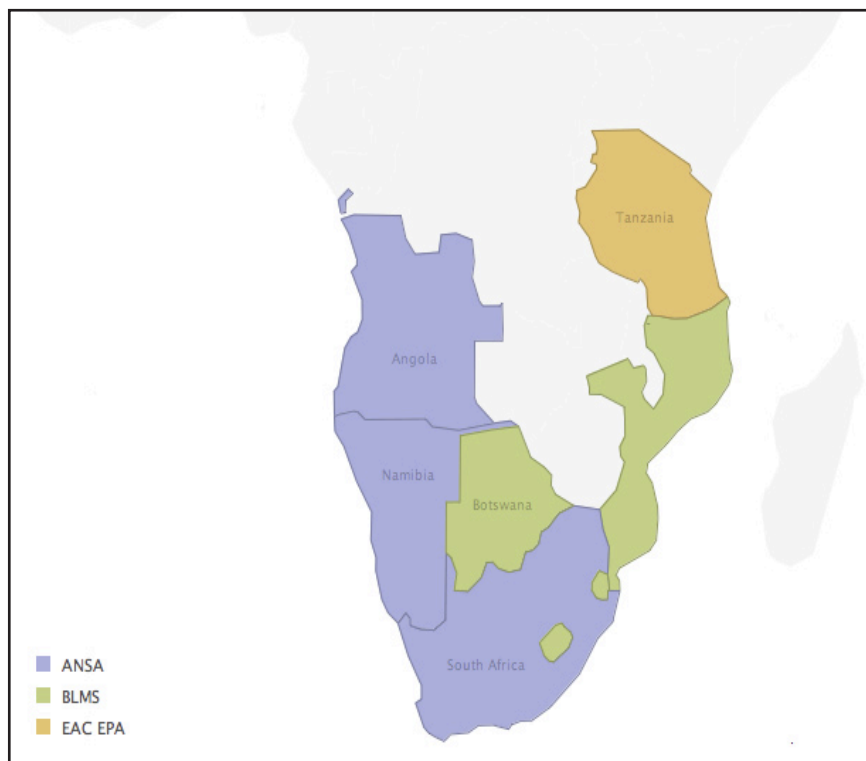 Tanzania
Angola
Namibia
Botswana
South Africa
ANSA
BLMS
EAC EPA